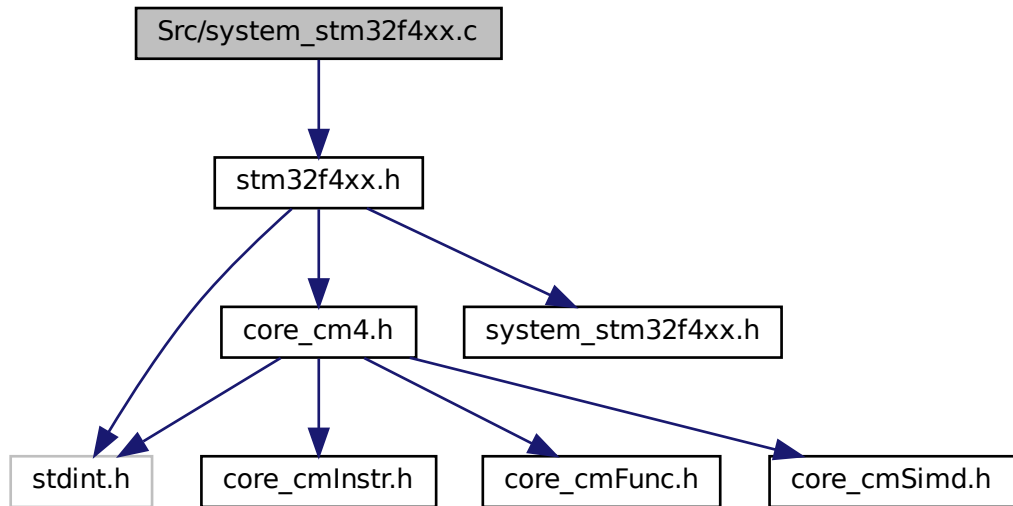 Src/system_stm32f4xx.c
stm32f4xx.h
core_cm4.h
system_stm32f4xx.h
stdint.h
core_cmInstr.h
core_cmFunc.h
core_cmSimd.h